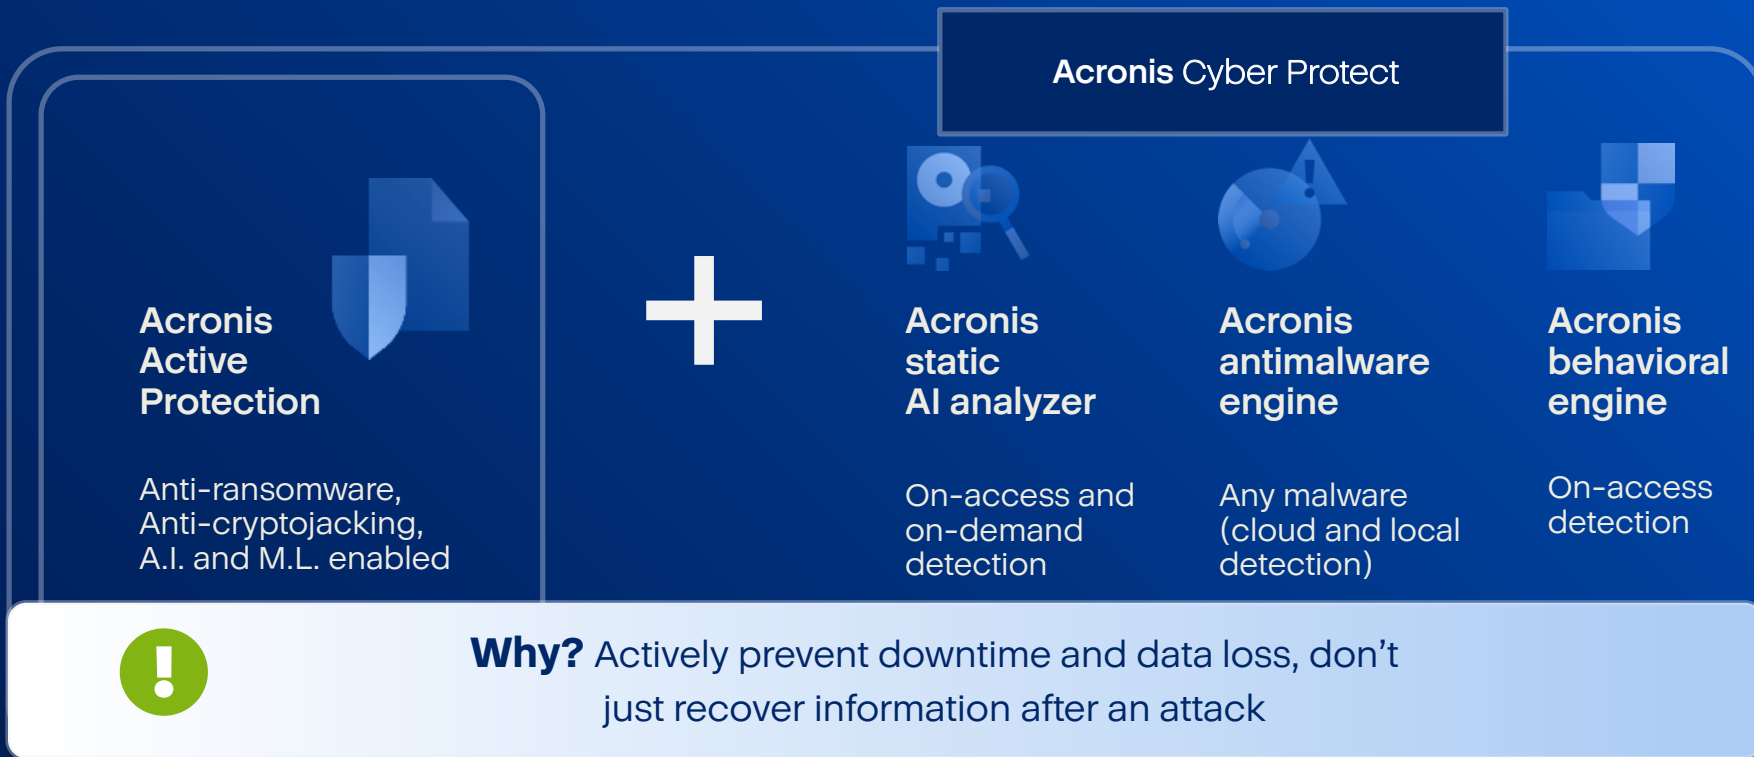 Acronis Cyber Protect
Acronis
Active
Protection
Anti-ransomware,
Anti-cryptojacking,
A.I. and M.L. enabled
Acronis
static
AI analyzer
On-access and
on-demand
detection
Acronis
antimalware
engine
Any malware
(cloud and local
detection)
Acronis
behavioral
engine
On-access
detection
Why? Actively prevent downtime and data loss, don't
just recover information after an attack